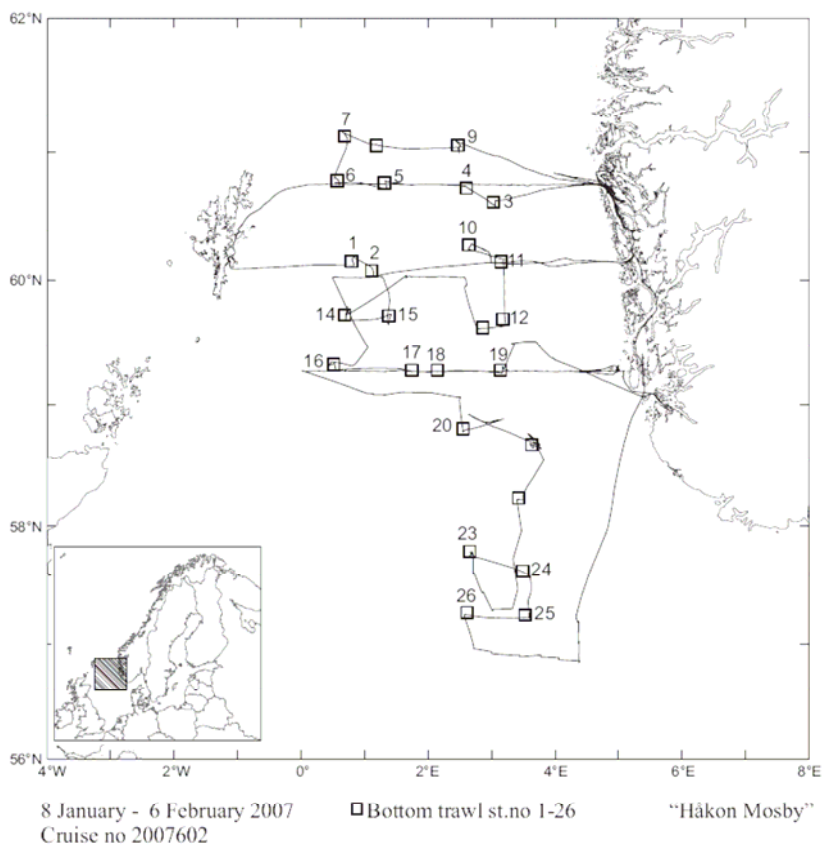 62°N
7
9
6
5
4
3
10
1
2
11
60°N
14
15
12
16
17
18
19
20
58°N
23
24
26
25
56°N
4°W
2°W
0°
2°E
4°E
6°E
8°E
8 January - 6 February 2007
Bottom trawl st.no 1-26
"Håkon Mosby"
Cruise no 2007602